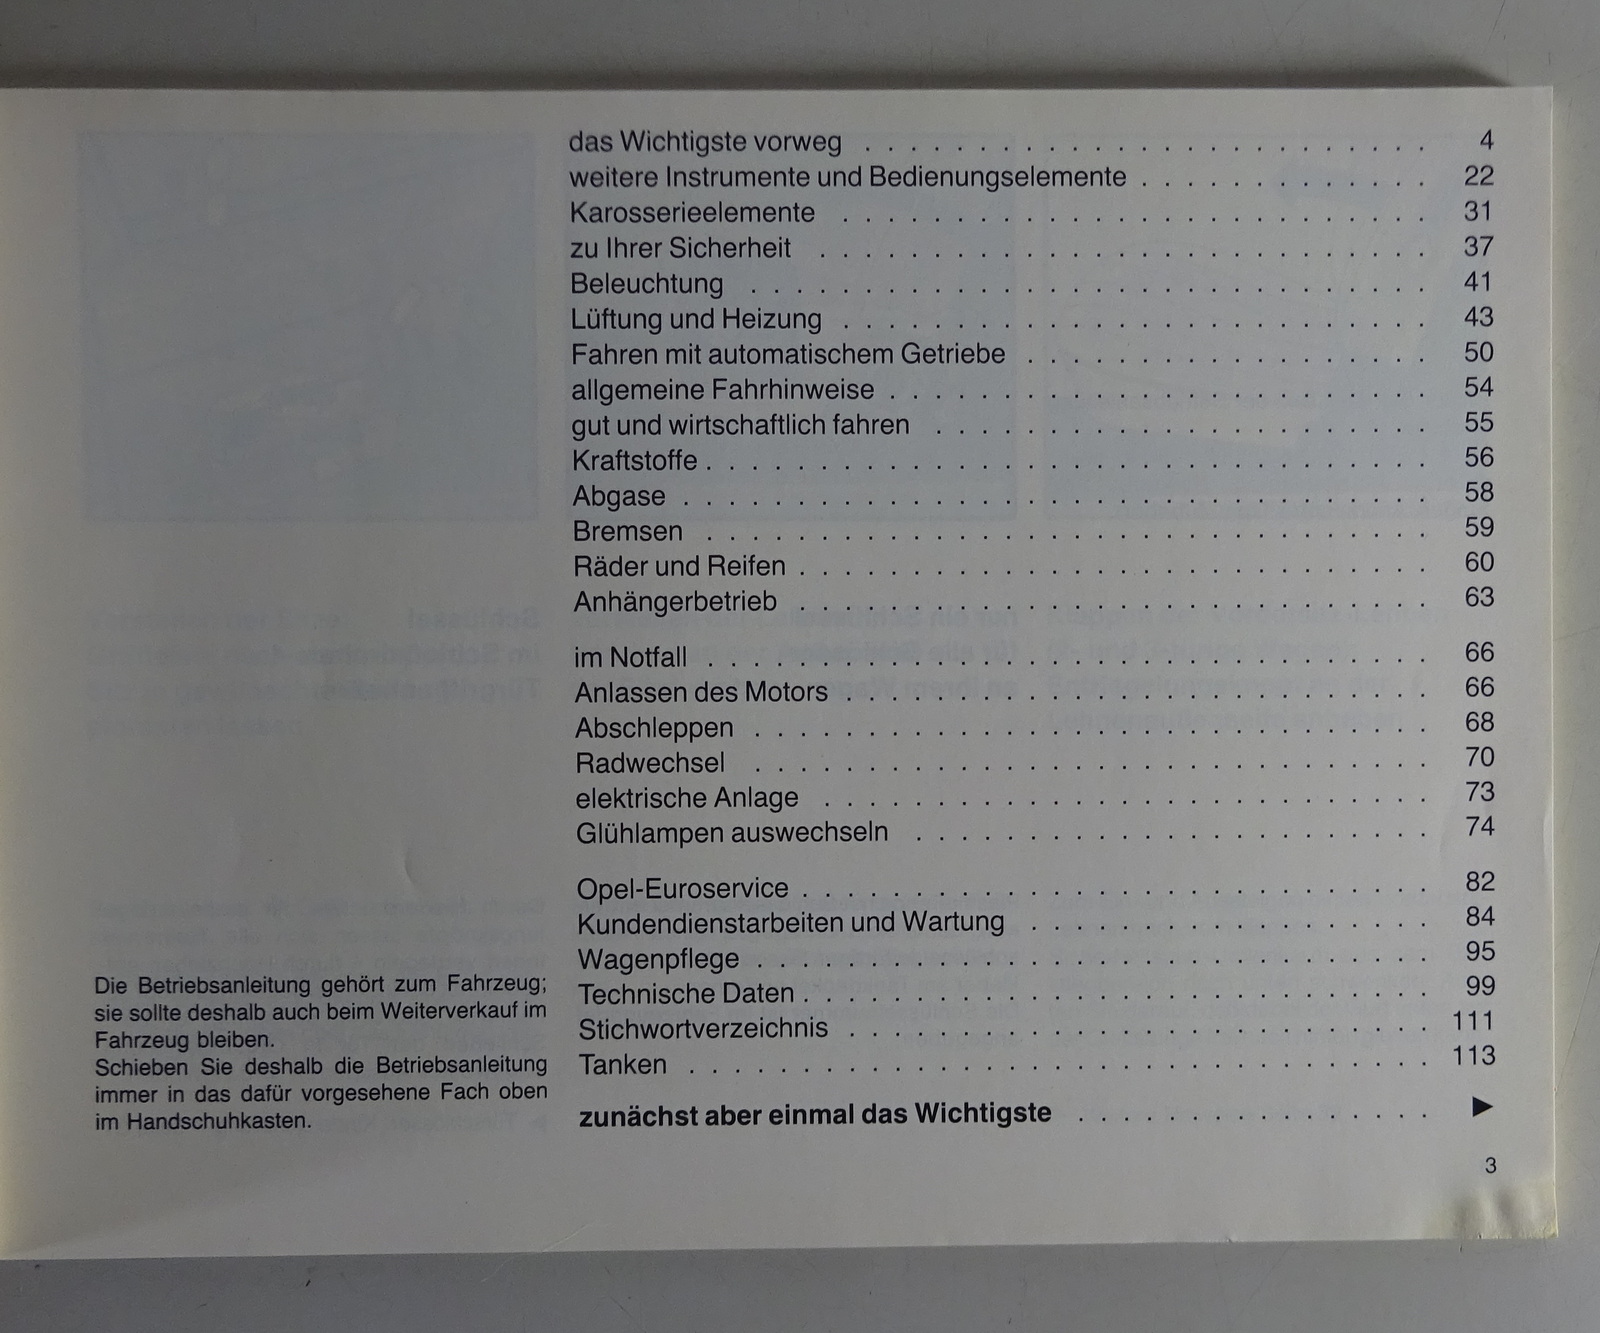 das Wichtigste vorweg . . . . . . . . . . . . . . . . . . . . . . . . . 4
weitere Instrumente und Bedienungselemente . . . . . . . . . . . . . 22
Karosserieelemente . . . . . . . . . . . . . . . . . . . . . . . . . . 31
zu Ihrer Sicherheit . . . . . . . . . . . . . . . . . . . . . . . . . . . 37
Beleuchtung . . . . . . . . . . . . . . . . . . . . . . . . . . . . . . 41
Lüftung und Heizung . . . . . . . . . . . . . . . . . . . . . . . . . . 43
Fahren mit automatischem Getriebe . . . . . . . . . . . . . . . . . . 50
allgemeine Fahrhinweise . . . . . . . . . . . . . . . . . . . . . . . . 54
gut und wirtschaftlich fahren . . . . . . . . . . . . . . . . . . . . . . 55
Kraftstoffe . . . . . . . . . . . . . . . . . . . . . . . . . . . . . . . . 56
Abgase . . . . . . . . . . . . . . . . . . . . . . . . . . . . . . . . . 58
Bremsen . . . . . . . . . . . . . . . . . . . . . . . . . . . . . . . . 59
Räder und Reifen . . . . . . . . . . . . . . . . . . . . . . . . . . . . 60
Anhängerbetrieb . . . . . . . . . . . . . . . . . . . . . . . . . . . . 63
im Notfall . . . . . . . . . . . . . . . . . . . . . . . . . . . . . . . . 66
Anlassen des Motors . . . . . . . . . . . . . . . . . . . . . . . . . . 66
Abschleppen . . . . . . . . . . . . . . . . . . . . . . . . . . . . . . 68
Radwechsel . . . . . . . . . . . . . . . . . . . . . . . . . . . . . . 70
elektrische Anlage . . . . . . . . . . . . . . . . . . . . . . . . . . . 73
Glühlampen auswechseln . . . . . . . . . . . . . . . . . . . . . . . 74
Opel-Euroservice . . . . . . . . . . . . . . . . . . . . . . . . . . . . 82
Kundendienstarbeiten und Wartung . . . . . . . . . . . . . . . . . . 84
Wagenpflege . . . . . . . . . . . . . . . . . . . . . . . . . . . . . . 95
Technische Daten . . . . . . . . . . . . . . . . . . . . . . . . . . . . 99
Stichwortverzeichnis . . . . . . . . . . . . . . . . . . . . . . . . . . 111
Tanken . . . . . . . . . . . . . . . . . . . . . . . . . . . . . . . . . 113
zunächst aber einmal das Wichtigste . . . . . . . . . . . . . . . . ►
Die Betriebsanleitung gehört zum Fahrzeug;
sie sollte deshalb auch beim Weiterverkauf im
Fahrzeug bleiben.
Schieben Sie deshalb die Betriebsanleitung
immer in das dafür vorgesehene Fach oben
im Handschuhkasten.
3